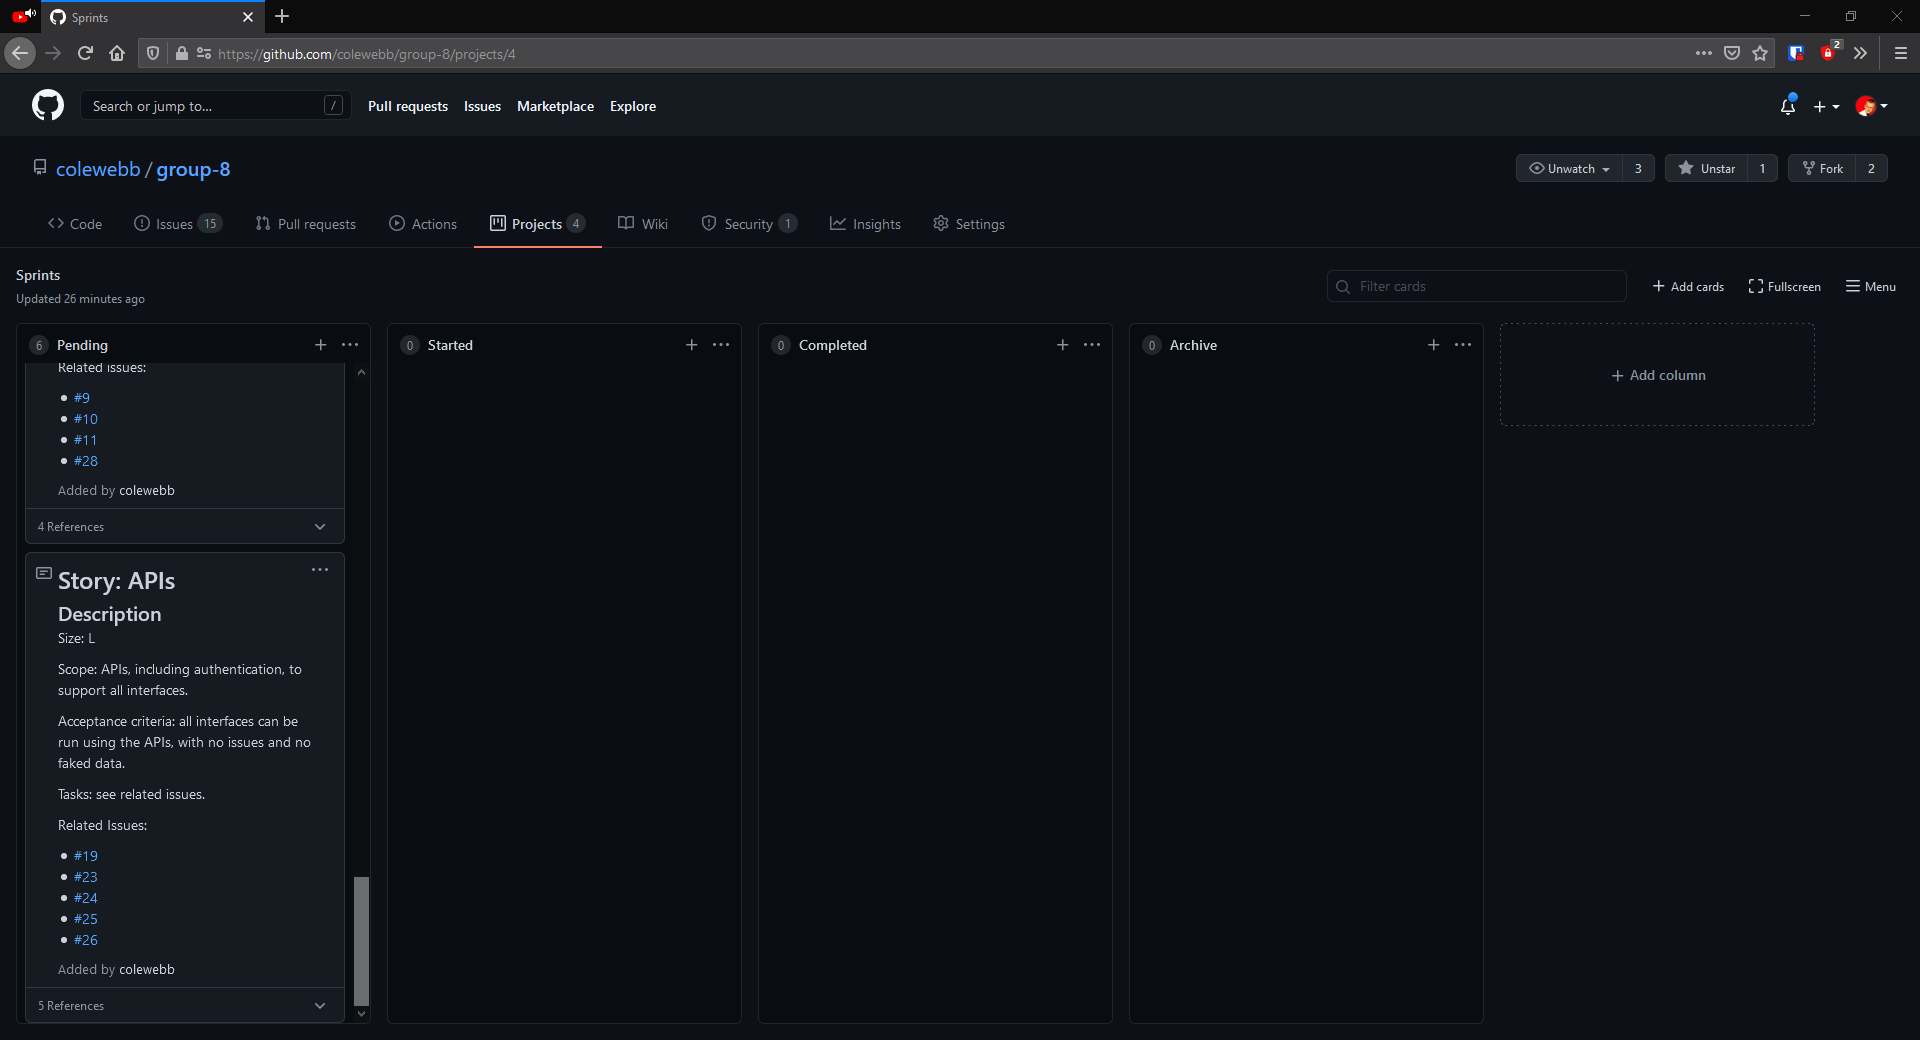 Sprints
https://github.com/colewebb/group-8/projects/4
2
Search or jump to...
/
Pull requests
Issues
Marketplace
Explore
colewebb / group-8
Unwatch 3
Unstar 1
Fork 2
Code
Issues 15
Pull requests
Actions
Projects 4
Wiki
Security 1
Insights
Settings
Sprints
Updated 26 minutes ago
Filter cards
Add cards
Fullscreen
Menu
6 Pending
Related issues:
#9
#10
#11
#28
Added by colewebb
4 References
Story: APIs
Description
Size: L
Scope: APIs, including authentication, to
support all interfaces.
Acceptance criteria: all interfaces can be
run using the APIs, with no issues and no
faked data.
Tasks: see related issues.
Related Issues:
#19
#23
#24
#25
#26
Added by colewebb
5 References
0 Started
0 Completed
0 Archive
Add column